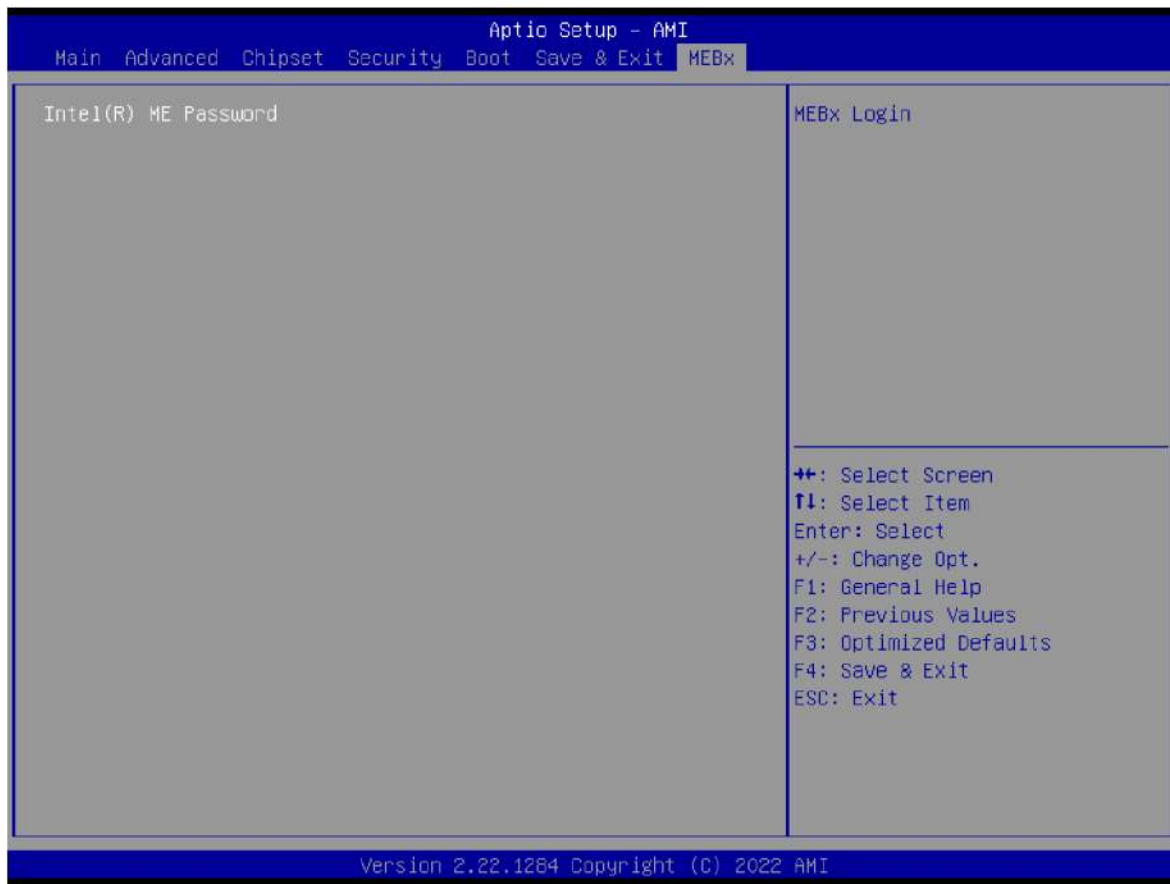 Aptio Setup - AMI
Main Advanced Chipset Security Boot Save & Exit MEBx
Intel(R) ME Password
MEBx Login
→←: Select Screen
↑↓: Select Item
Enter: Select
+/-: Change Opt.
F1: General Help
F2: Previous Values
F3: Optimized Defaults
F4: Save & Exit
ESC: Exit
Version 2.22.1284 Copyright (C) 2022 AMI